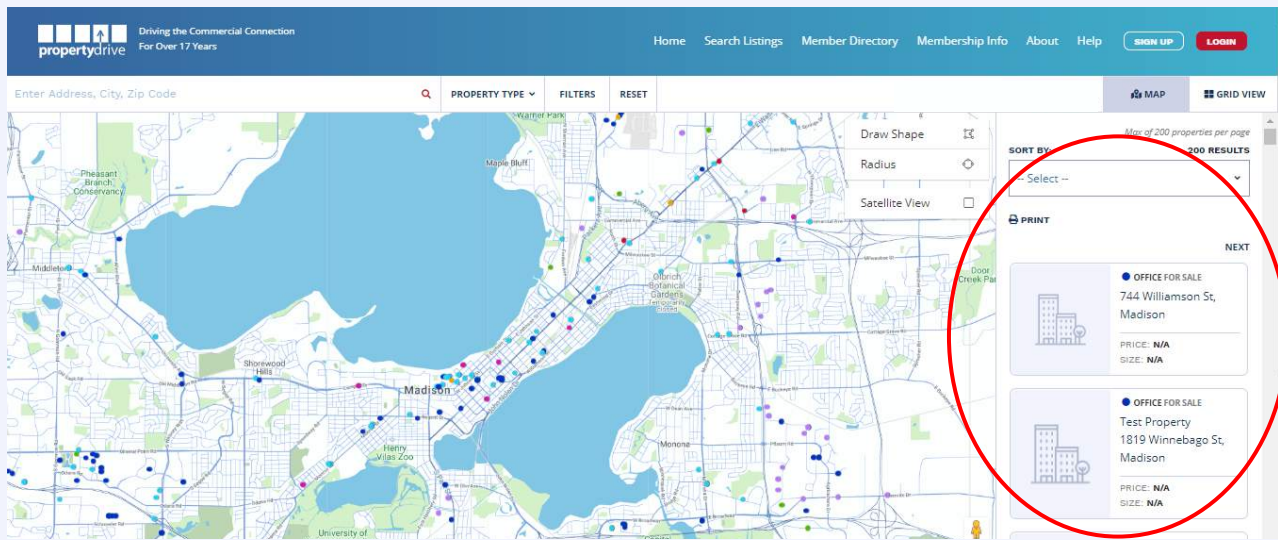 propertydrive
Driving the Commercial Connection
For Over 17 Years
Home Search Listings Member Directory Membership Info About Help SIGN UP LOGIN
Enter Address, City, Zip Code
PROPERTY TYPE
FILTERS
RESET
MAP
GRID VIEW
Warner Park
Maple Bluff
Pheasant
Branch
Conservancy
Draw Shape
Radius
Satellite View
Max of 200 properties per page
SORT BY:
200 RESULTS
-- Select --
PRINT
NEXT
Middleton
Olbrich
Botanical
Gardens
Door
Creek Par
Shorewood
Hills
Madison
Monona
Henry
Vilas Zoo
University of
OFFICE FOR SALE
744 Williamson St,
Madison
PRICE: N/A
SIZE: N/A
OFFICE FOR SALE
Test Property
1819 Winnebago St,
Madison
PRICE: N/A
SIZE: N/A